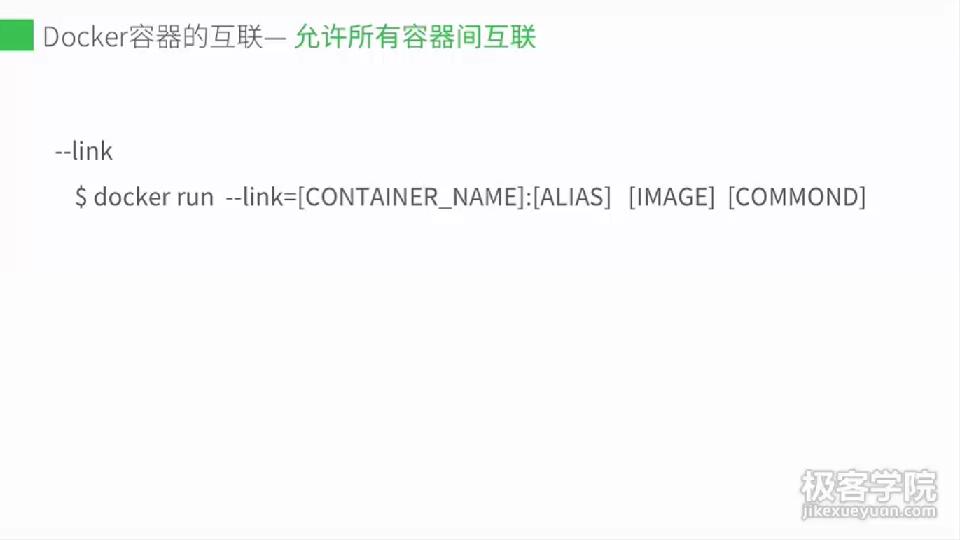 Docker容器的互联— 允许所有容器间互联
--link
$ docker run --link=[CONTAINER_NAME]:[ALIAS] [IMAGE] [COMMOND]
极客学院
jikexueyuan.com